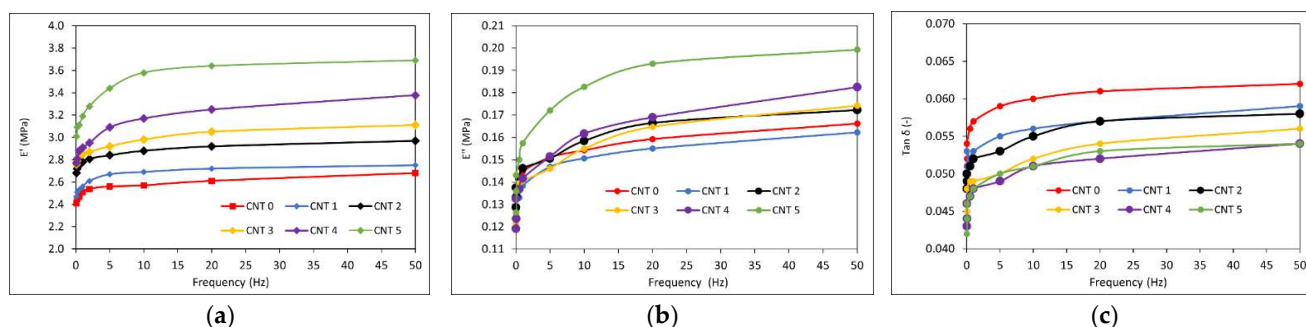 4.0
3.8
3.6
3.4
3.2
3.0
2.8
2.6
2.4
2.2
2.0
E' (MPa)
CNT 0 CNT 1 CNT 2
CNT 3 CNT 4 CNT 5
0 5 10 15 20 25 30 35 40 45 50
Frequency (Hz)
(a)
0.21
0.20
0.19
0.18
0.17
0.16
0.15
0.14
0.13
0.12
0.11
E" (MPa)
CNT 0 CNT 1 CNT 2
CNT 3 CNT 4 CNT 5
0 5 10 15 20 25 30 35 40 45 50
Frequency (Hz)
(b)
0.070
0.065
0.060
0.055
0.050
0.045
0.040
Tan δ (-)
CNT 0 CNT 1 CNT 2
CNT 3 CNT 4 CNT 5
0 5 10 15 20 25 30 35 40 45 50
Frequency (Hz)
(c)